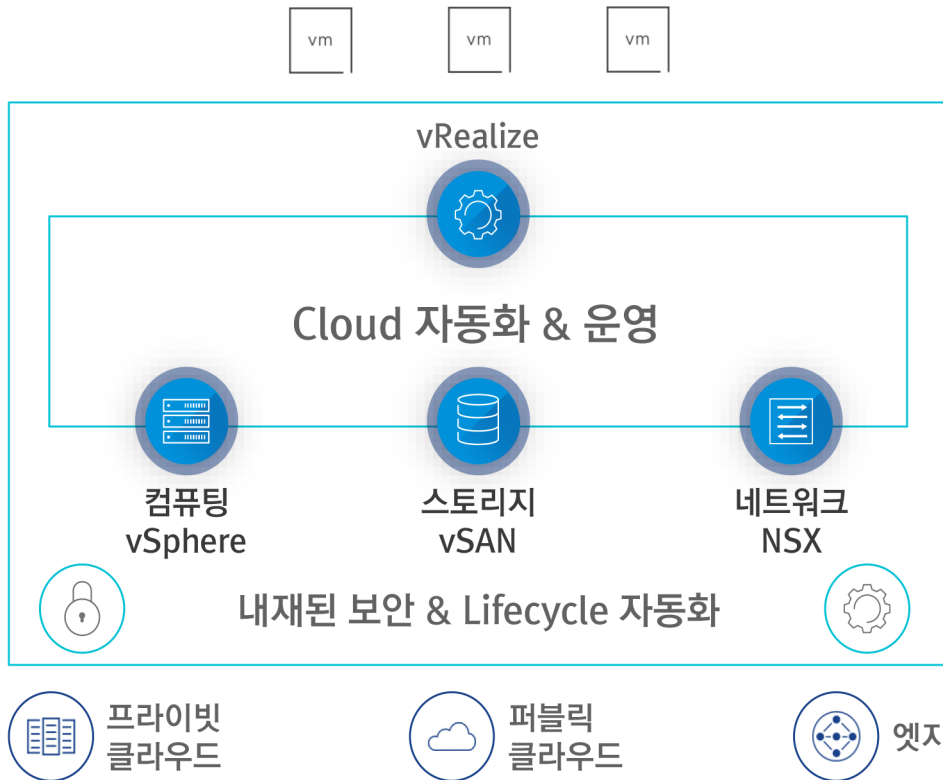 vm vm vm
vRealize
Cloud 자동화 & 운영
컴퓨팅 스토리지 네트워크
vSphere vSAN NSX
내재된 보안 & Lifecycle 자동화
프라이빗 퍼블릭
클라우드 클라우드
엣지